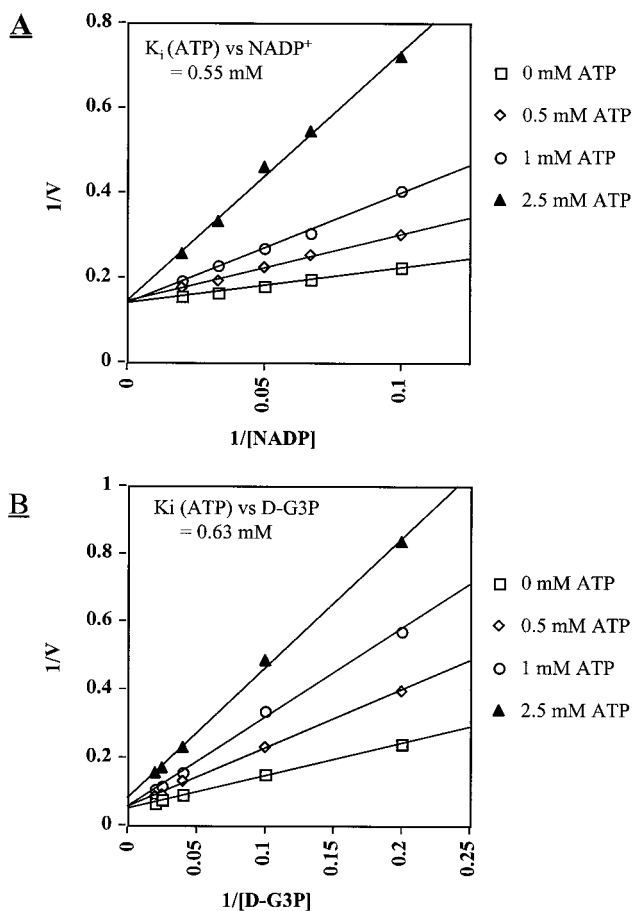 A
0.8
0.6
0.4
0.2
0
1/V
Ki (ATP) vs NADP+
= 0.55 mM
0 mM ATP
0.5 mM ATP
1 mM ATP
2.5 mM ATP
0
0.05
0.1
1/[NADP]
B
1
0.8
0.6
0.4
0.2
0
1/V
Ki (ATP) vs D-G3P
= 0.63 mM
0 mM ATP
0.5 mM ATP
1 mM ATP
2.5 mM ATP
0
0.05
0.1
0.15
0.2
0.25
1/[D-G3P]